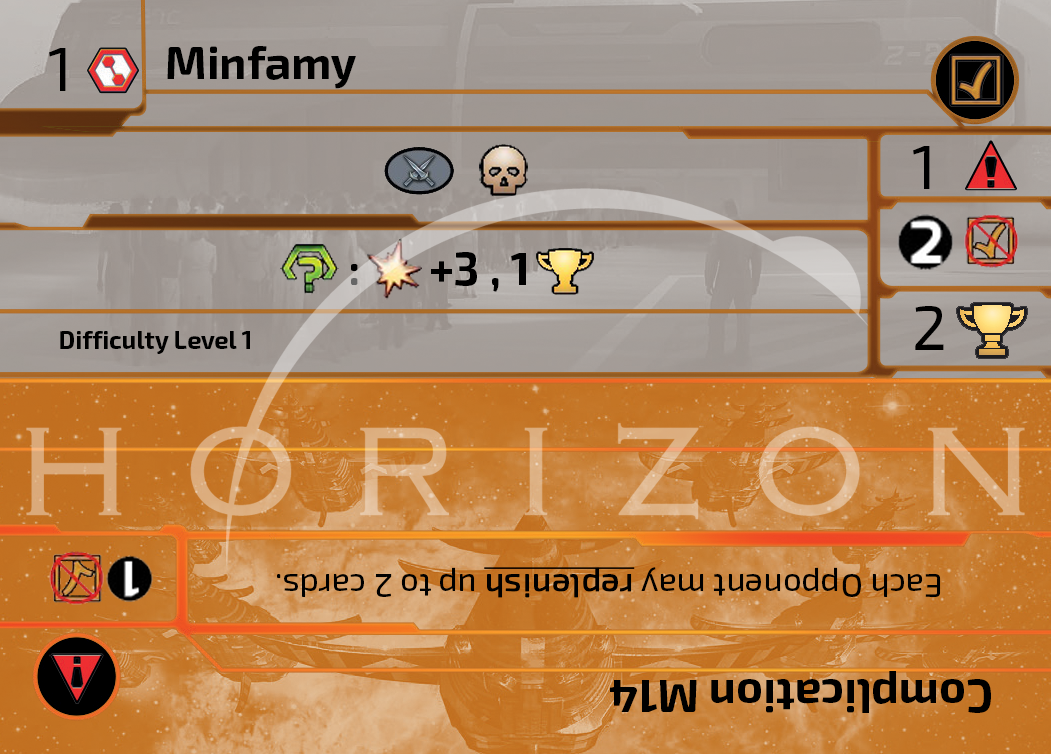 1 Minfamy
1
2
: +3 , 1
2
Difficulty Level 1
HORIZON
Complication M14
Each Opponent may replenish up to 2 cards.
1